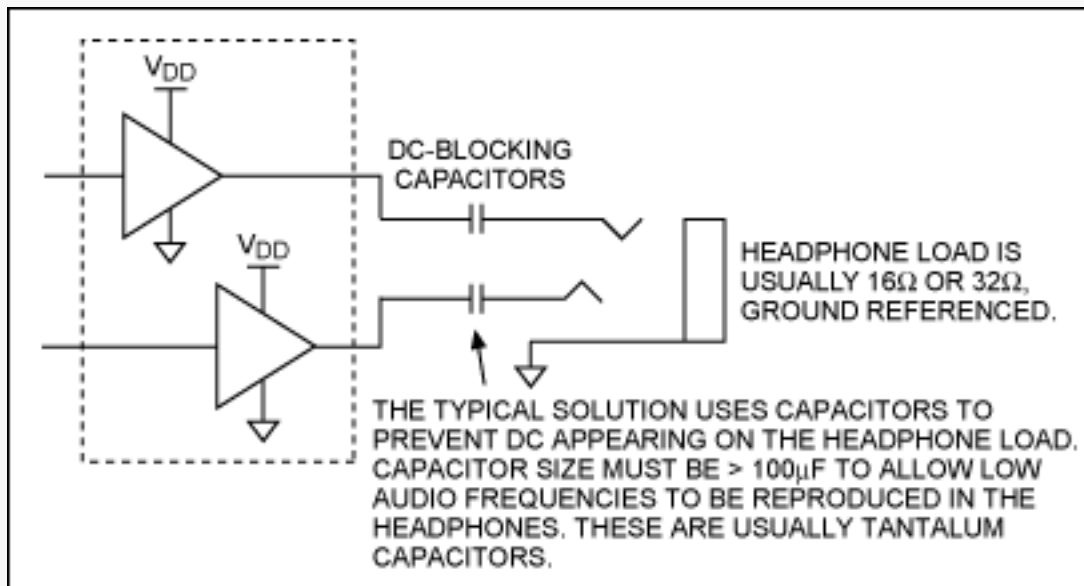 VDD
DC-BLOCKING
CAPACITORS
VDD
HEADPHONE LOAD IS
USUALLY 16Ω OR 32Ω,
GROUND REFERENCED.
THE TYPICAL SOLUTION USES CAPACITORS TO
PREVENT DC APPEARING ON THE HEADPHONE LOAD.
CAPACITOR SIZE MUST BE > 100µF TO ALLOW LOW
AUDIO FREQUENCIES TO BE REPRODUCED IN THE
HEADPHONES. THESE ARE USUALLY TANTALUM
CAPACITORS.